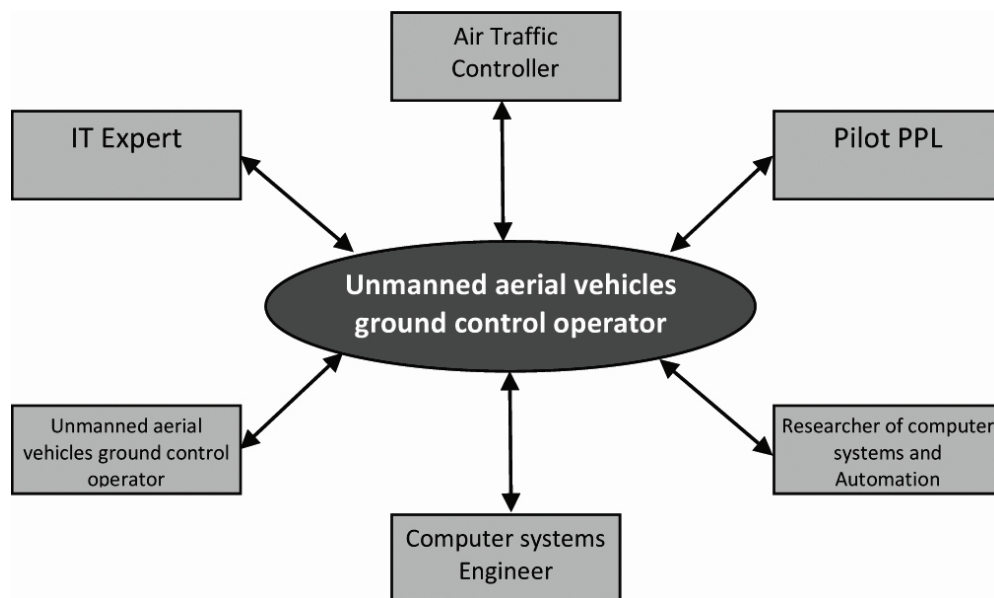 Air Traffic
Controller
IT Expert
Pilot PPL
Unmanned aerial vehicles
ground control operator
Unmanned aerial
vehicles ground control
operator
Researcher of computer
systems and
Automation
Computer systems
Engineer